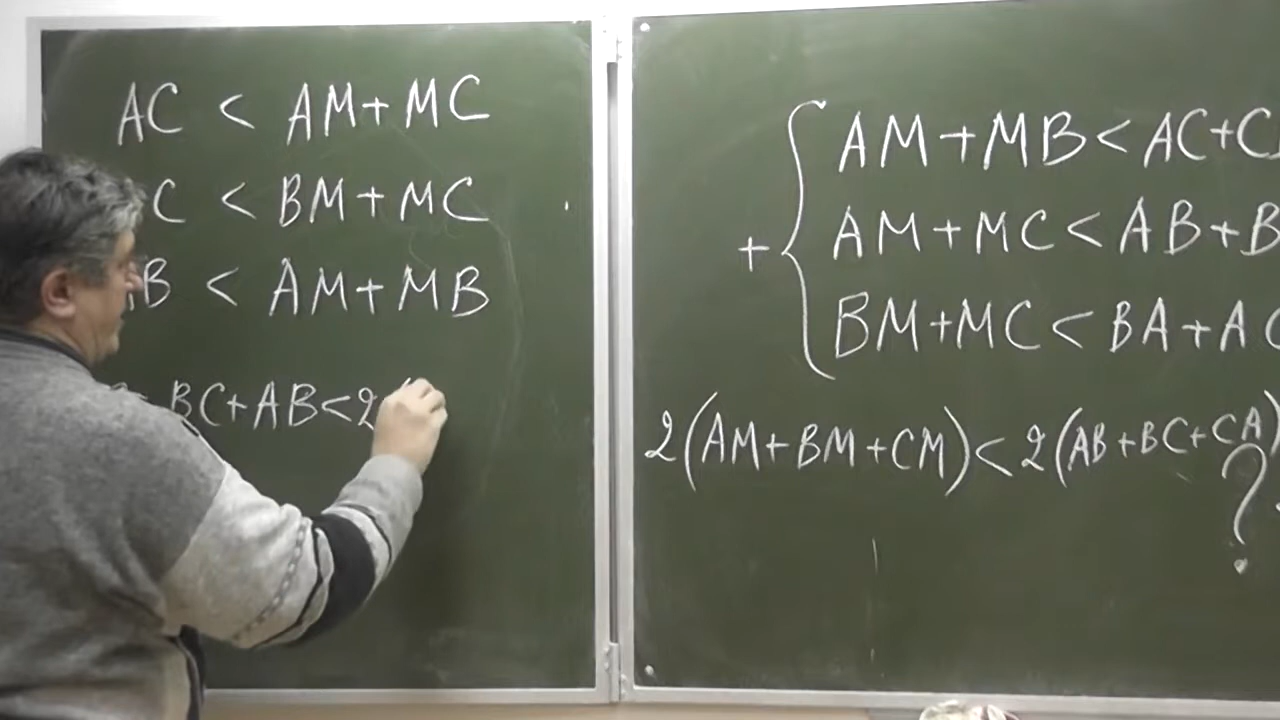 AC < AM+MC
C < BM+MC
B < AM+MB
BC+AB<2
AM+MB<AC+C
+
AM+MC<AB+B
BM+MC<BA+AC
2(AM+BM+CM)<2(AB+BC+CA)
?